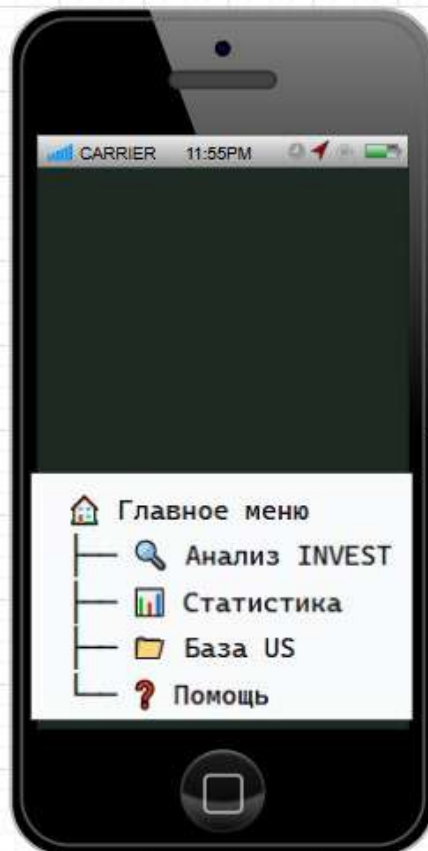 CARRIER 11:55PM
Главное меню
Анализ INVEST
Статистика
База US
Помощь